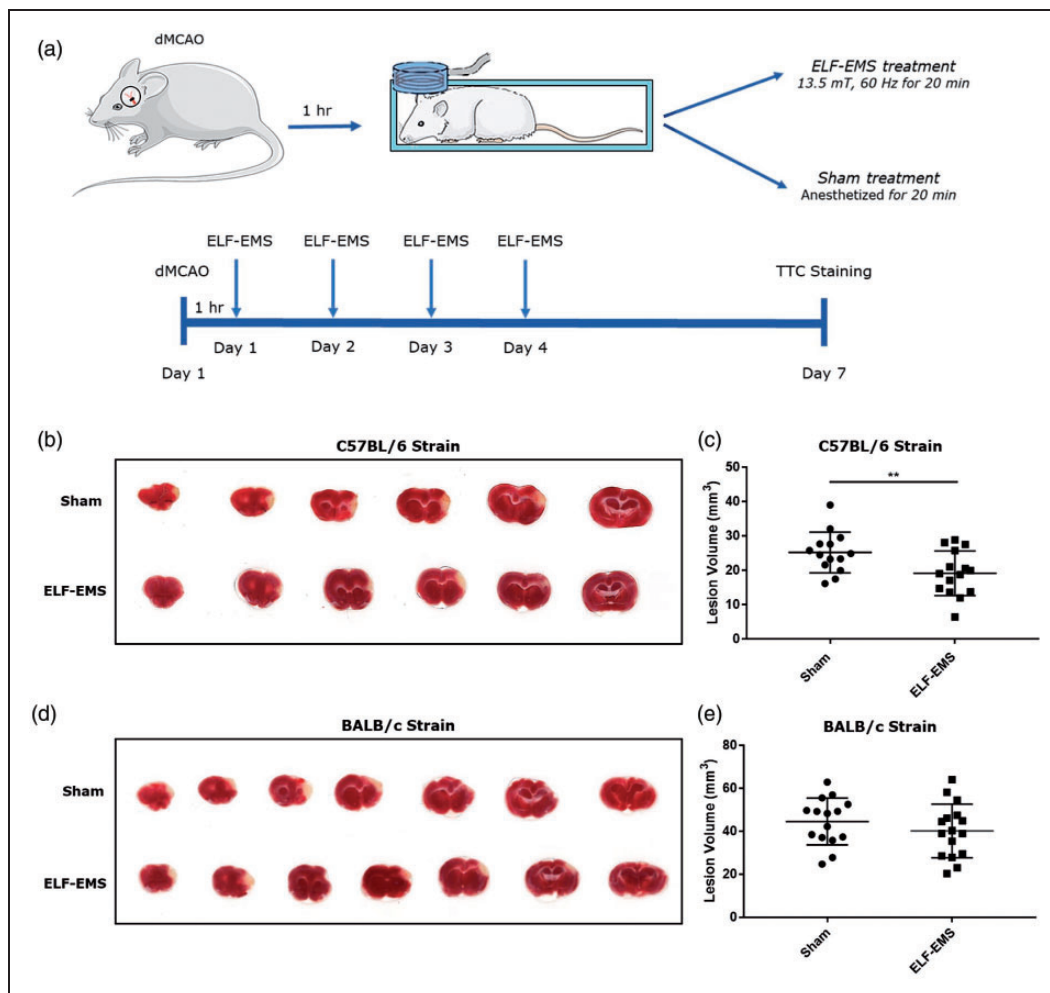 (a)
dMCAO
1 hr
ELF-EMS treatment
13.5 mT, 60 Hz for 20 min
Sham treatment
Anesthetized for 20 min
ELF-EMS ELF-EMS ELF-EMS ELF-EMS
dMCAO TTC Staining
1 hr
Day 1 Day 2 Day 3 Day 4
Day 1 Day 7
(b)
C57BL/6 Strain
Sham
ELF-EMS
(c)
C57BL/6 Strain
**
Lesion Volume (mm³)
50
40
30
20
10
0
Sham
ELF-EMS
(d)
BALB/c Strain
Sham
ELF-EMS
(e)
BALB/c Strain
Lesion Volume (mm³)
80
60
40
20
0
Sham
ELF-EMS